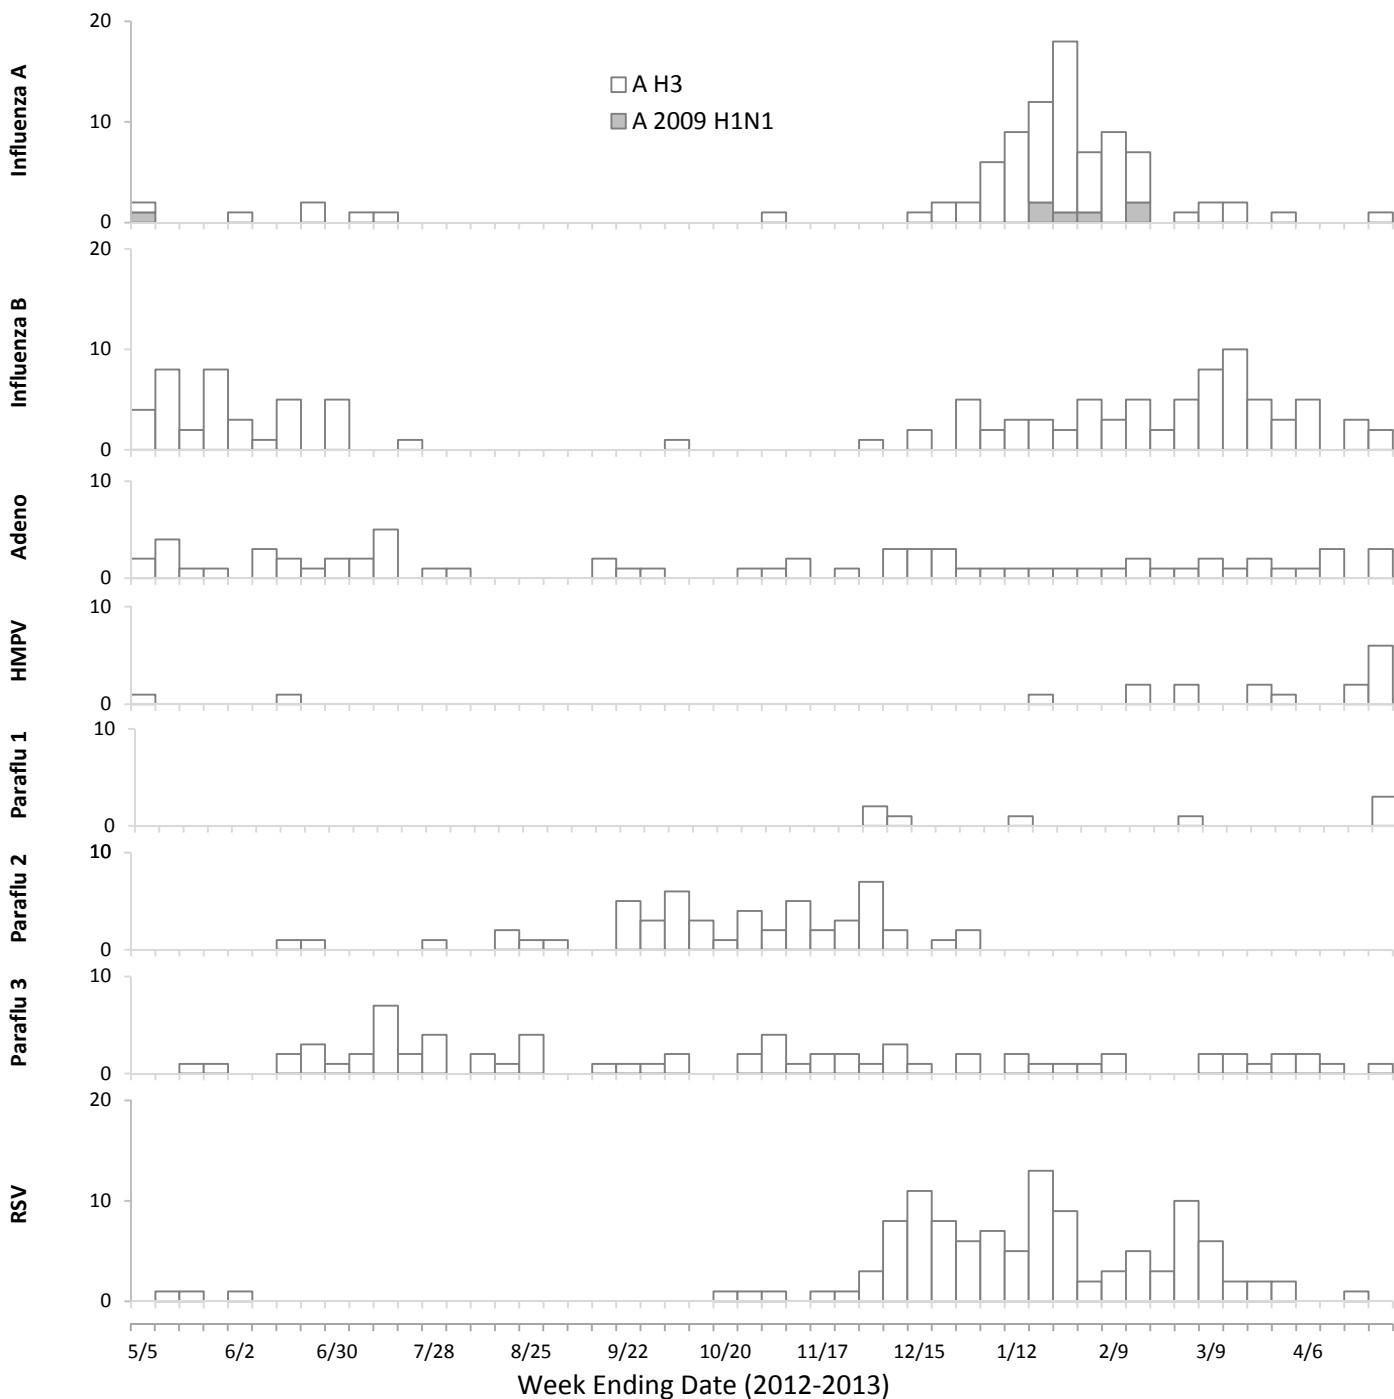 20
10
0
Influenza A
A H3
A 2009 H1N1
20
10
0
Influenza B
10
0
Adeno
10
0
HMPV
10
0
Paraflu 1
10
0
Paraflu 2
10
0
Paraflu 3
20
10
0
RSV
5/5 6/2 6/30 7/28 8/25 9/22 10/20 11/17 12/15 1/12 2/9 3/9 4/6
Week Ending Date (2012-2013)